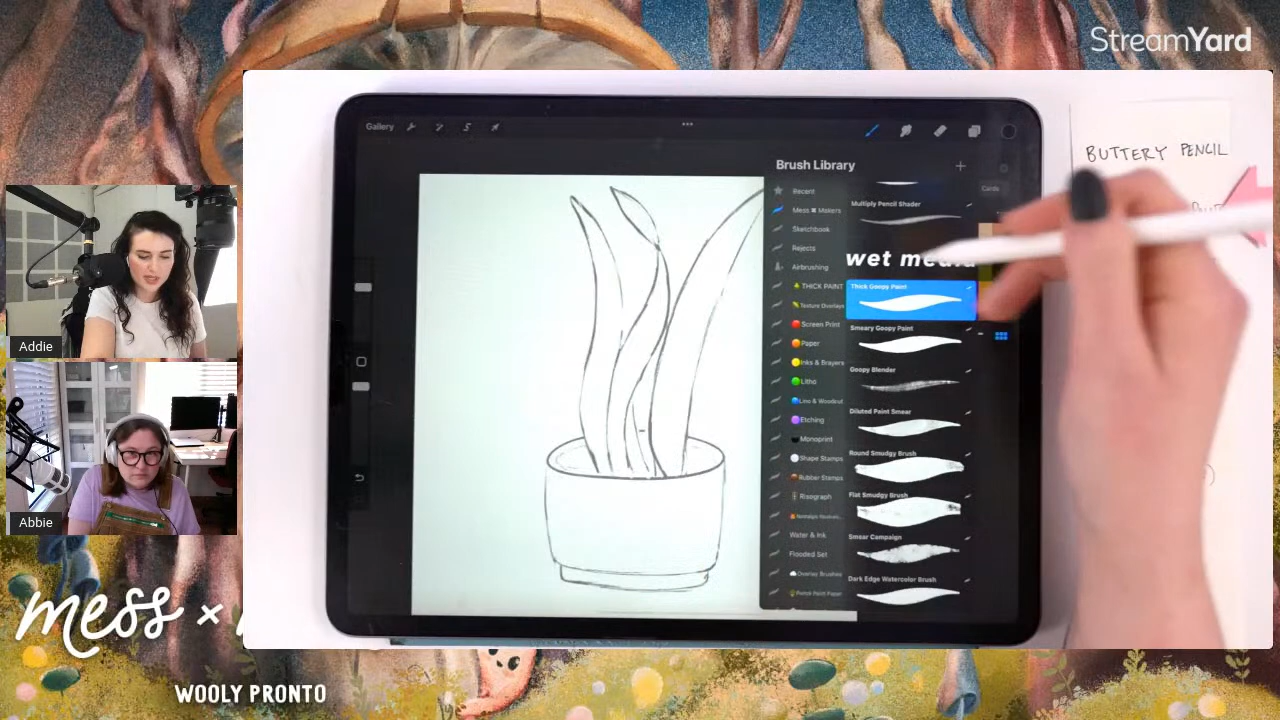 StreamYard
Gallery
Brush Library
Recent
Mess × Makers
Sketchbook
Rejects
Airbrushing
THICK PAINT
Texture Overlays
Screen Print
Paper
Inks & Brayers
Litho
Lino & Woodcut
Etching
Monoprint
Shape Stamps
Rubber Stamps
Risograph
Water & Ink
Flooded Set
Overlay Brushes
Multiply Pencil Shader
wet media
Thick Goopy Paint
Smeary Goopy Paint
Goopy Blender
Diluted Paint Smear
Round Smudgy Brush
Flat Smudgy Brush
Smear Campaign
Dark Edge Watercolor Brush
Cards
BUTTERY PENCIL
Addie
Abbie
mess ×
WOOLY PRONTO